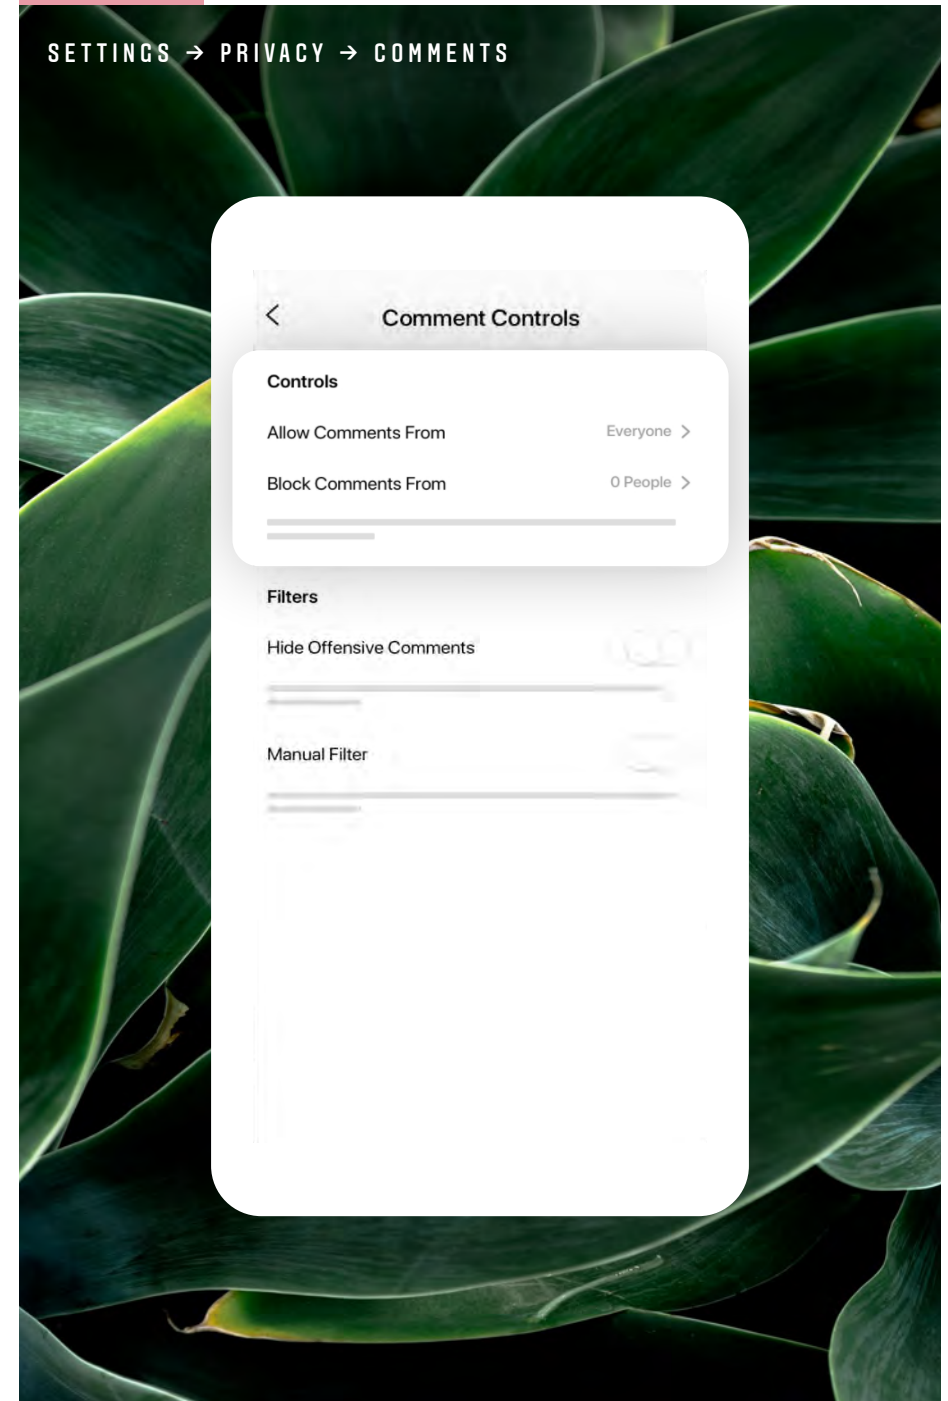 SETTINGS → PRIVACY → COMMENTS
Comment Controls
Controls
Allow Comments From Everyone
Block Comments From 0 People
Filters
Hide Offensive Comments
Manual Filter